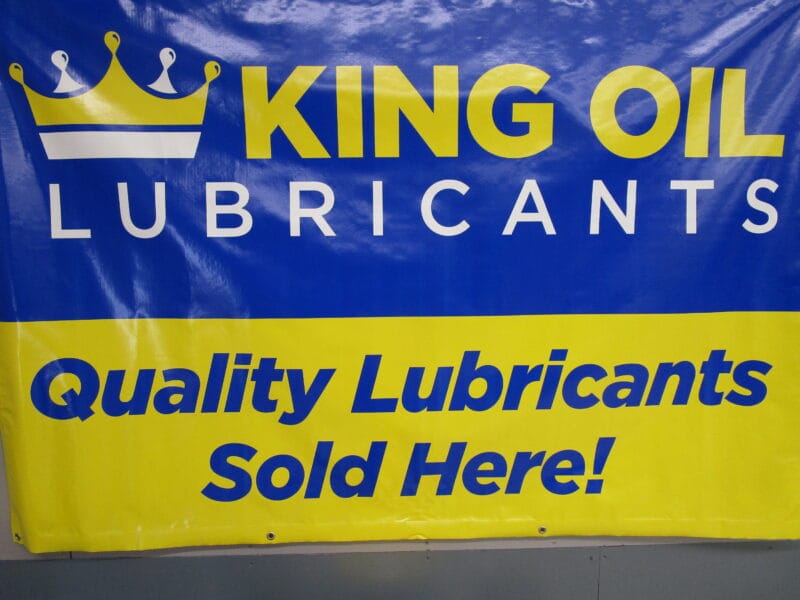 KING OIL
LUBRICANTS
Quality Lubricants
Sold Here!